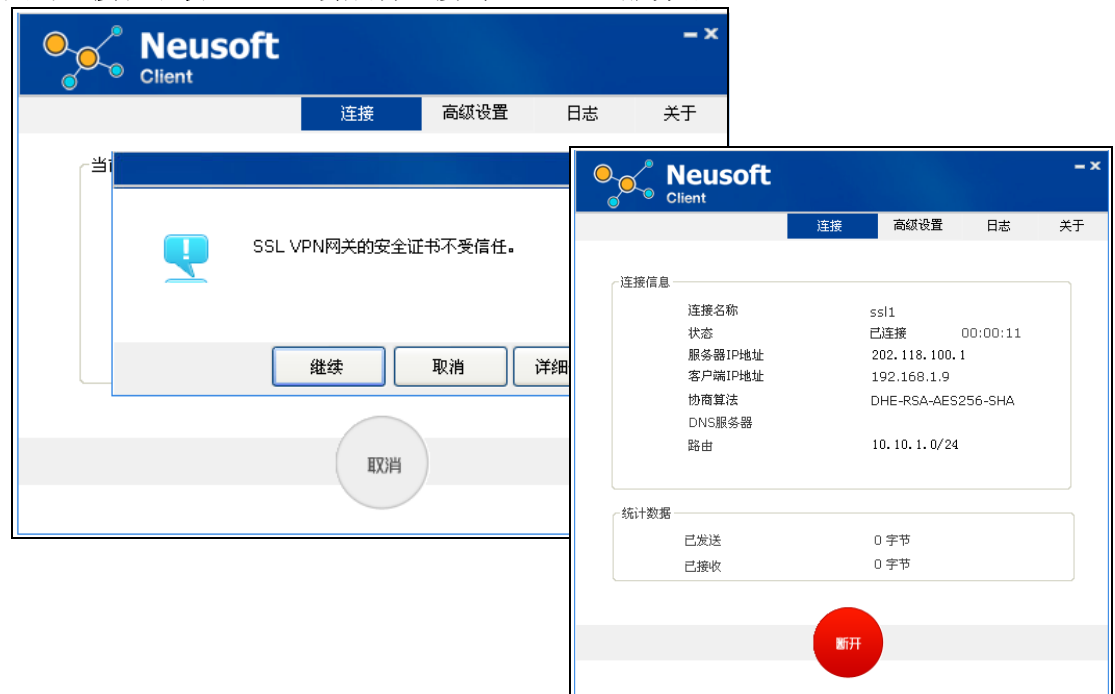 Neusoft
Client
连接 高级设置 日志 关于
SSL VPN网关的安全证书不受信任。
继续 取消
取消
Neusoft
Client
连接 高级设置 日志 关于
连接信息
连接名称 ssl1
状态 已连接 00:00:11
服务器IP地址 202.118.100.1
客户端IP地址 192.168.1.9
协商算法 DHE-RSA-AES256-SHA
DNS服务器
路由 10.10.1.0/24
统计数据
已发送 0 字节
已接收 0 字节
断开